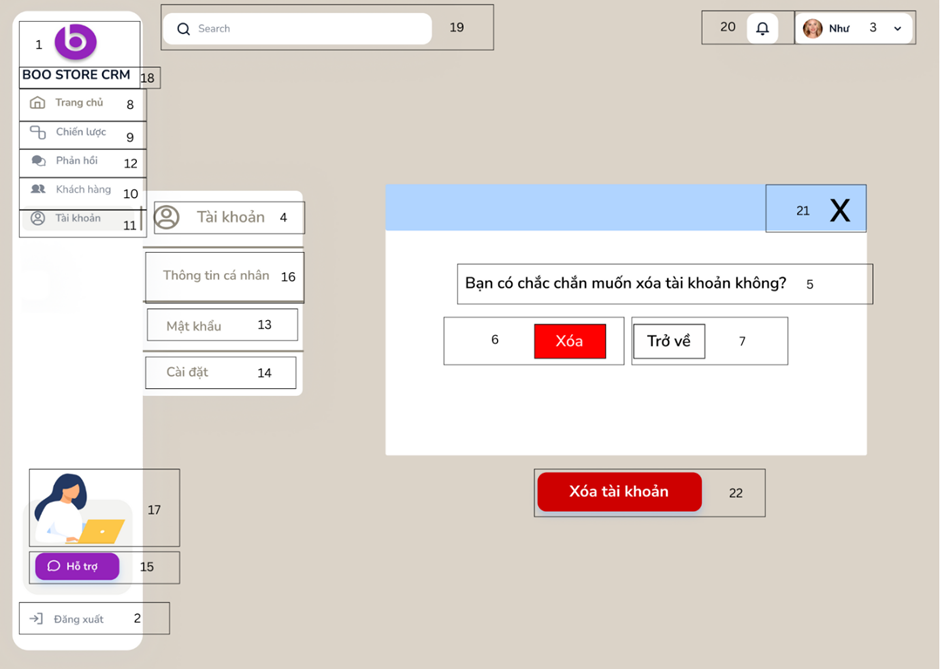 Search 19
20
Như 3
1 b
BOO STORE CRM 18
Trang chủ 8
Chiến lược 9
Phản hồi 12
Khách hàng 10
Tài khoản 11
Tài khoản 4
Thông tin cá nhân 16
Mật khẩu 13
Cài đặt 14
21 X
Bạn có chắc chắn muốn xóa tài khoản không? 5
6 Xóa
Trở về 7
Xóa tài khoản 22
17
Hỗ trợ 15
Đăng xuất 2